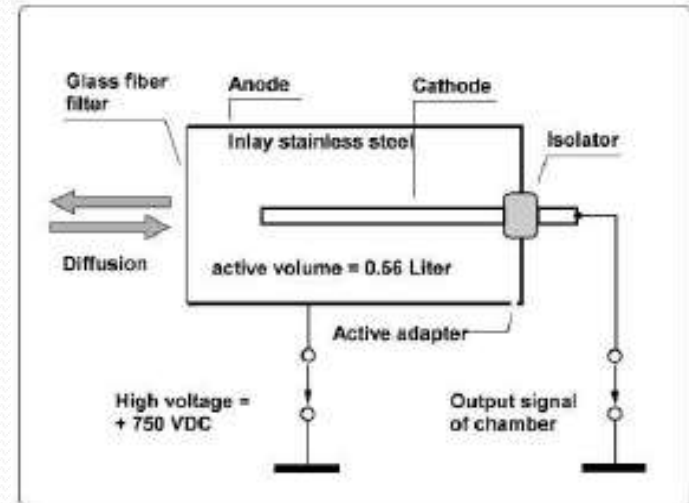 Glass fiber
filter
Anode
Cathode
Inlay stainless steel
Isolator
Diffusion
active volume = 0.56 Liter
Active adapter
High voltage =
+ 750 VDC
Output signal
of chamber